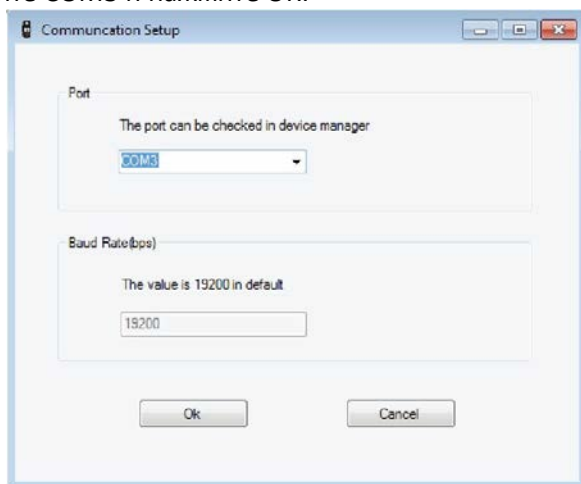 Communcation Setup
Port
The port can be checked in device manager
COM3
Baud Rate(bps)
The value is 19200 in default
19200
Ok
Cancel